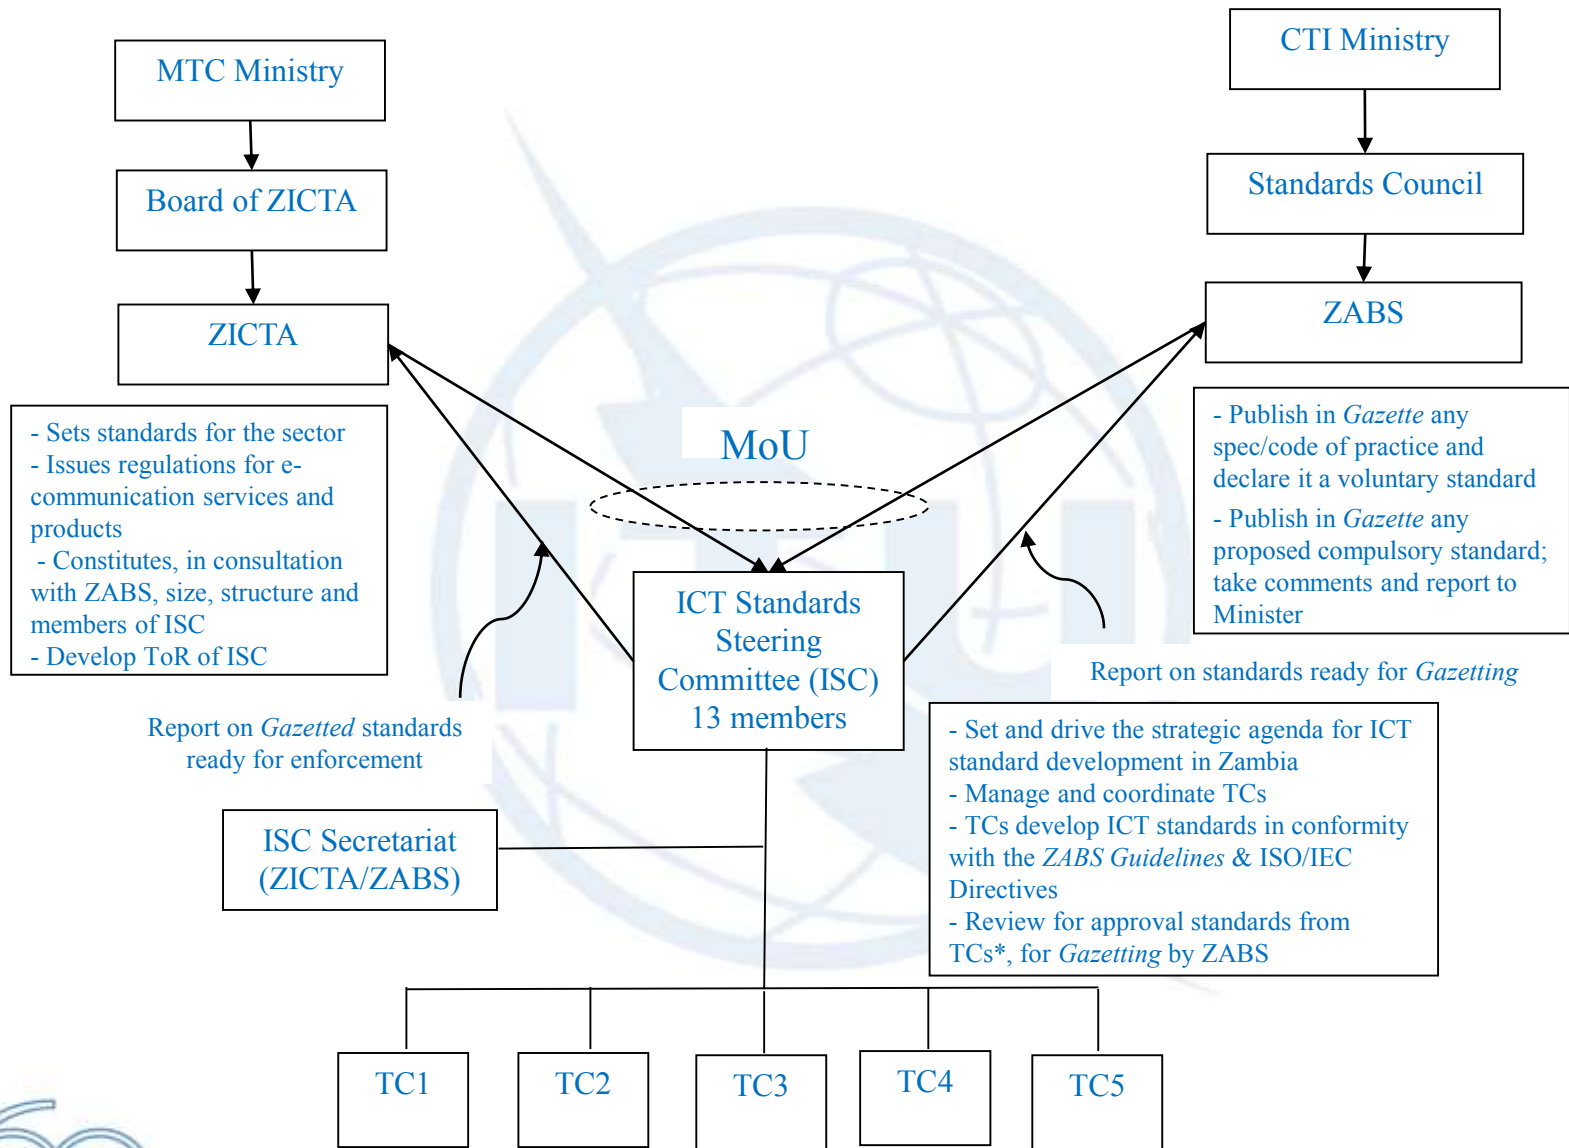 MTC Ministry
CTI Ministry
Board of ZICTA
Standards Council
ZICTA
ZABS
- Sets standards for the sector
- Issues regulations for e-
communication services and
products
- Constitutes, in consultation
with ZABS, size, structure and
members of ISC
- Develop ToR of ISC
MoU
- Publish in Gazette any
spec/code of practice and
declare it a voluntary standard
- Publish in Gazette any
proposed compulsory standard;
take comments and report to
Minister
ICT Standards
Steering
Committee (ISC)
13 members
Report on Gazetted standards
ready for enforcement
Report on standards ready for Gazetting
- Set and drive the strategic agenda for ICT
standard development in Zambia
- Manage and coordinate TCs
- TCs develop ICT standards in conformity
with the ZABS Guidelines & ISO/IEC
Directives
- Review for approval standards from
TCs*, for Gazetting by ZABS
ISC Secretariat
(ZICTA/ZABS)
TC1
TC2
TC3
TC4
TC5
ITU